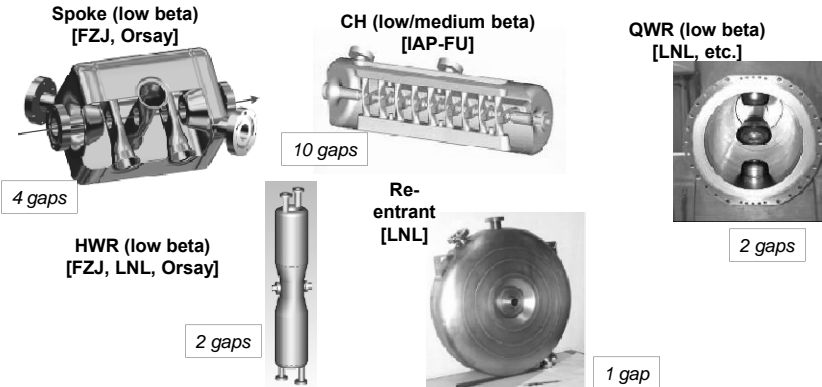 Spoke (low beta)
[FZJ, Orsay]
4 gaps
CH (low/medium beta)
[IAP-FU]
10 gaps
QWR (low beta)
[LNL, etc.]
2 gaps
HWR (low beta)
[FZJ, LNL, Orsay]
2 gaps
Re-
entrant
[LNL]
1 gap